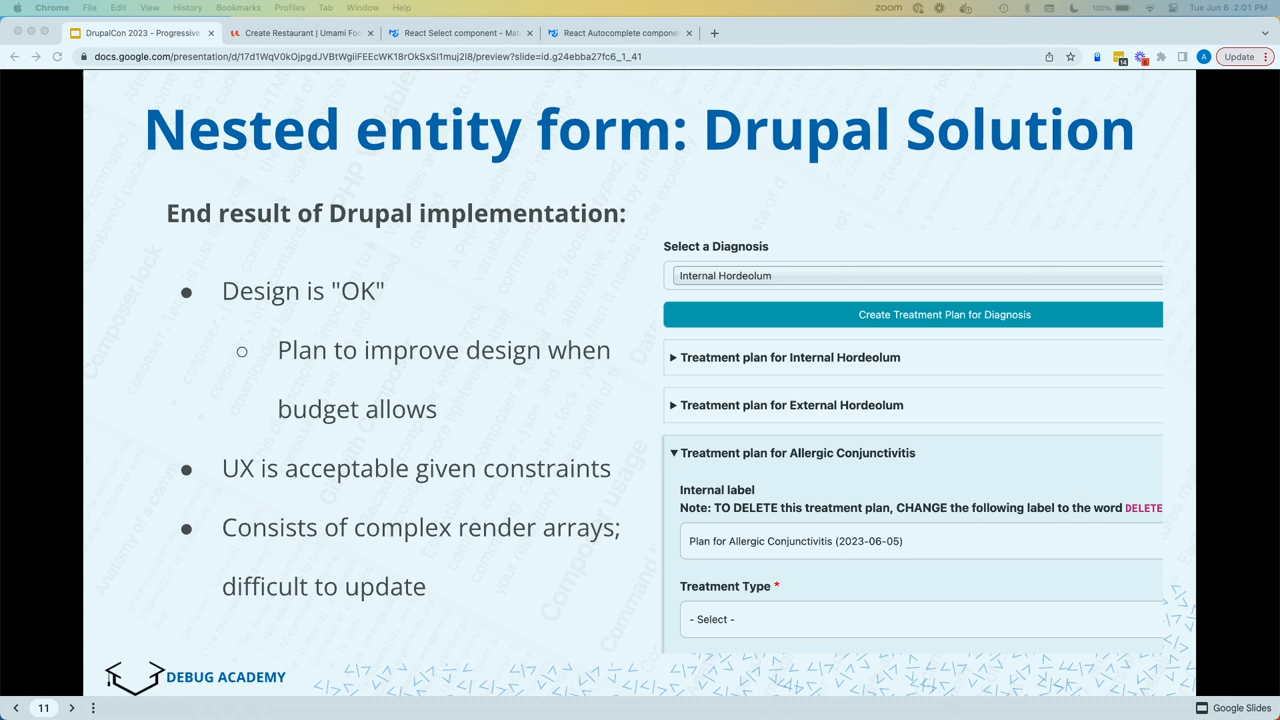 Chrome File Edit View History Bookmarks Profiles Tab Window Help zoom 100% Tue Jun 6 2:01 PM
DrupalCon 2023 - Progressive Create Restaurant | Umami Fo React Select component - Mat React Autocomplete compone
docs.google.com/presentation/d/17d1WqV0kOjpgdJVBtWgiiFEEcWK18rOkSxSI1muj2I8/preview?slide=id.g24ebba27fc6_1_41 14 A Update
Nested entity form: Drupal Solution
End result of Drupal implementation:
● Design is "OK"
○ Plan to improve design when
budget allows
● UX is acceptable given constraints
● Consists of complex render arrays;
difficult to update
Select a Diagnosis
Internal Hordeolum
Create Treatment Plan for Diagnosis
Treatment plan for Internal Hordeolum
Treatment plan for External Hordeolum
Treatment plan for Allergic Conjunctivitis
Internal label
Note: TO DELETE this treatment plan, CHANGE the following label to the word DELETE
Plan for Allergic Conjunctivitis (2023-06-05)
Treatment Type *
- Select -
DEBUG ACADEMY
11 Google Slides